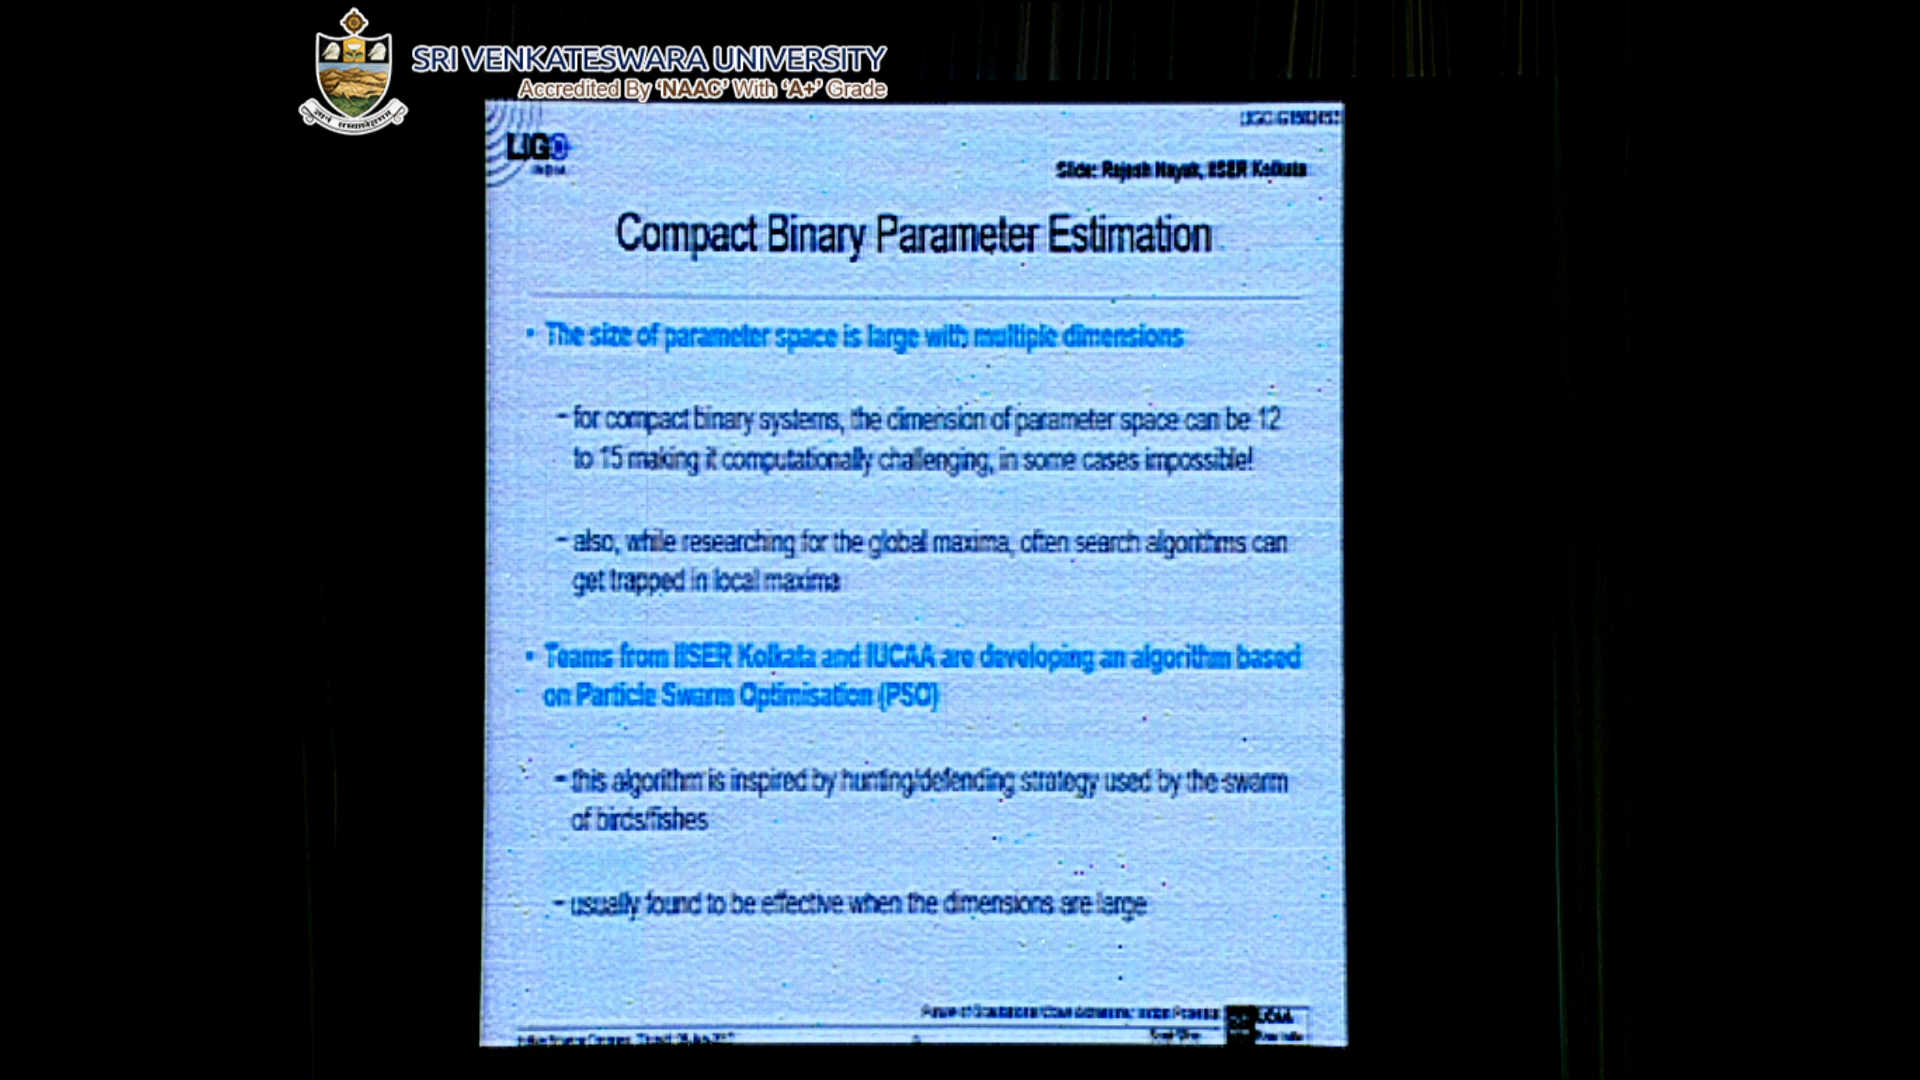 SRI VENKATESWARA UNIVERSITY
Accredited By 'NAAC' With 'A+' Grade
LIGO
INDIA
Slide: Rajesh Nayak, IISER Kolkata
Compact Binary Parameter Estimation
• The size of parameter space is large with multiple dimensions
– for compact binary systems, the dimension of parameter space can be 12
to 15 making it computationally challenging, in some cases impossible!
– also, while researching for the global maxima, often search algorithms can
get trapped in local maxima
• Teams from IISER Kolkata and IUCAA are developing an algorithm based
on Particle Swarm Optimisation (PSO)
– this algorithm is inspired by hunting/defending strategy used by the swarm
of birds/fishes
– usually found to be effective when the dimensions are large
IUCAA